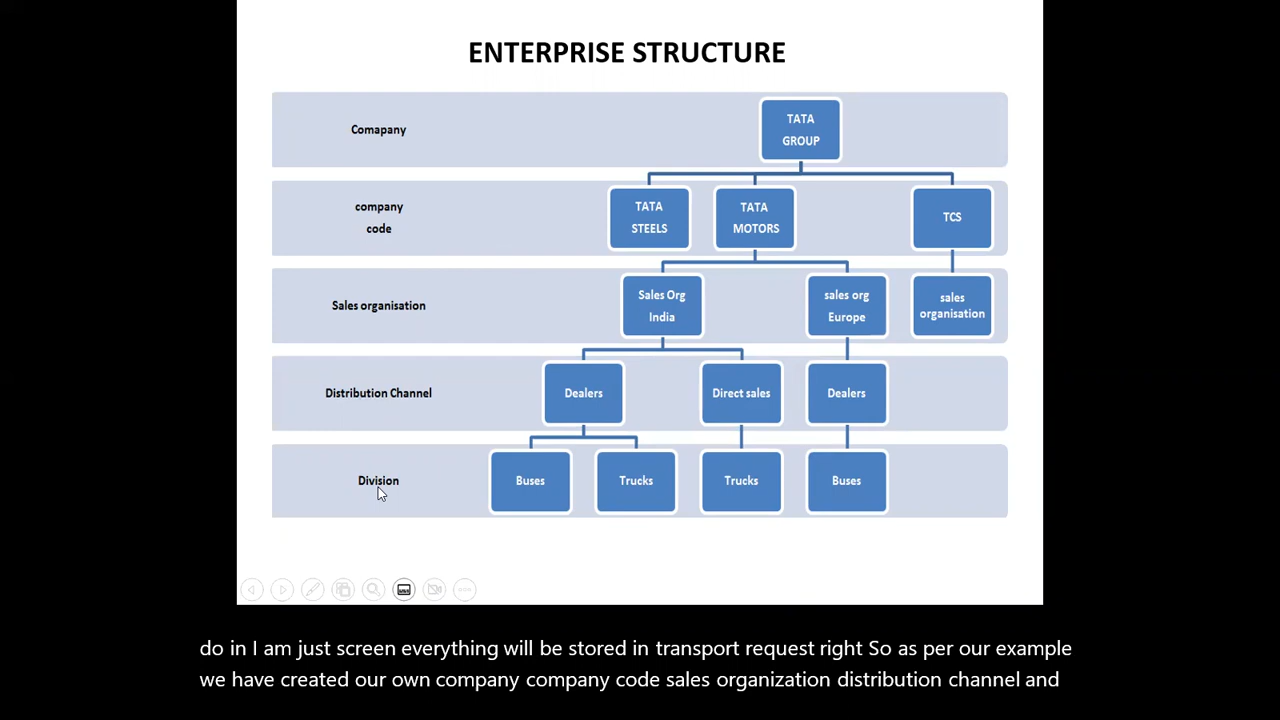 ENTERPRISE STRUCTURE
Comapany
TATA
GROUP
company
code
TATA
STEELS
TATA
MOTORS
TCS
Sales organisation
Sales Org
India
sales org
Europe
sales
organisation
Distribution Channel
Dealers
Direct sales
Dealers
Division
Buses
Trucks
Trucks
Buses
do in I am just screen everything will be stored in transport request right So as per our example
we have created our own company company code sales organization distribution channel and